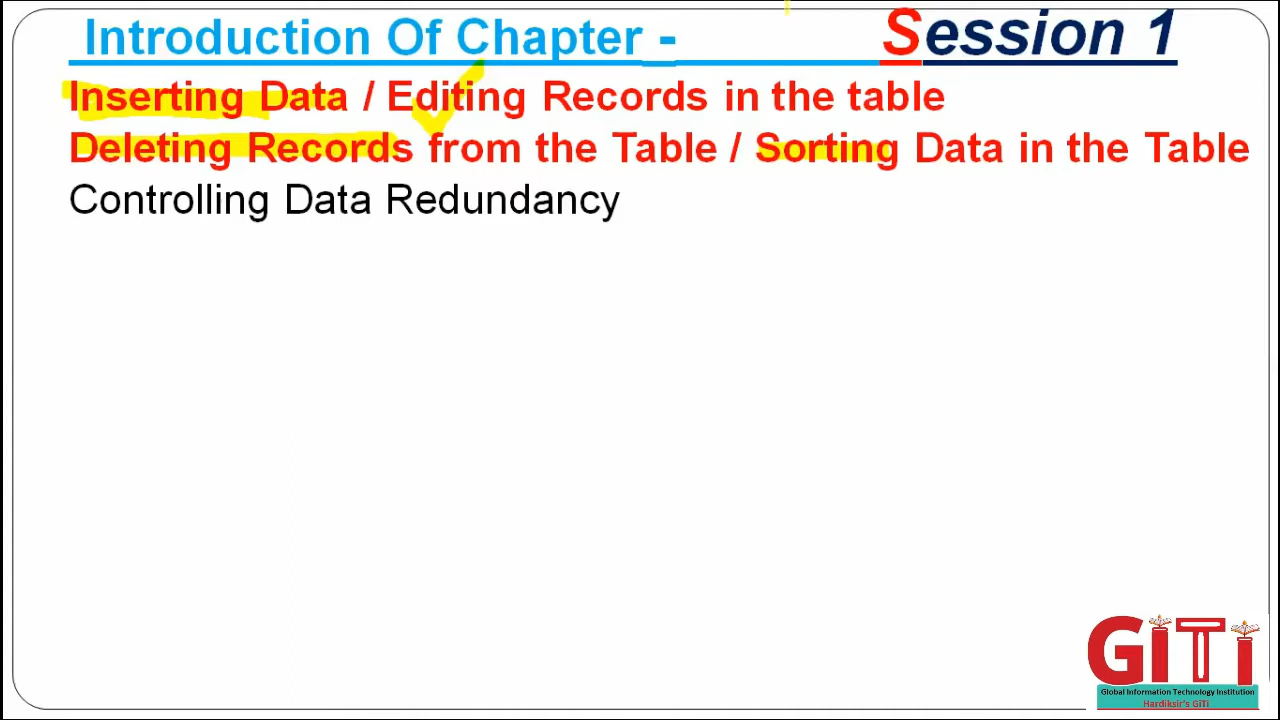 Introduction Of Chapter - Session 1
Inserting Data / Editing Records in the table
Deleting Records from the Table / Sorting Data in the Table
Controlling Data Redundancy
GiTi
Global Information Technology Institution
Hardiksir's GiTi